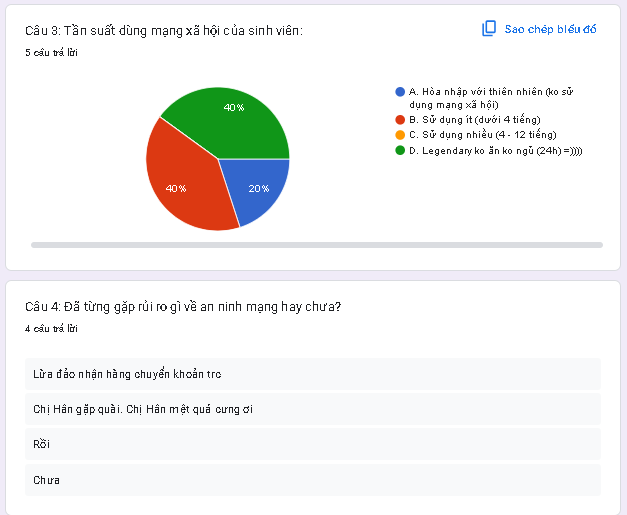 Câu 3: Tần suất dùng mạng xã hội của sinh viên:
Sao chép biểu đồ
5 câu trả lời
40%
40%
20%
A. Hòa nhập với thiên nhiên (ko sử
dụng mạng xã hội)
B. Sử dụng ít (dưới 4 tiếng)
C. Sử dụng nhiều (4 - 12 tiếng)
D. Legendary ko ăn ko ngủ (24h) =))))
Câu 4: Đã từng gặp rủi ro gì về an ninh mạng hay chưa?
4 câu trả lời
Lừa đảo nhận hàng chuyển khoản trc
Chị Hân gặp quài. Chị Hân mệt quá cưng ơi
Rồi
Chưa